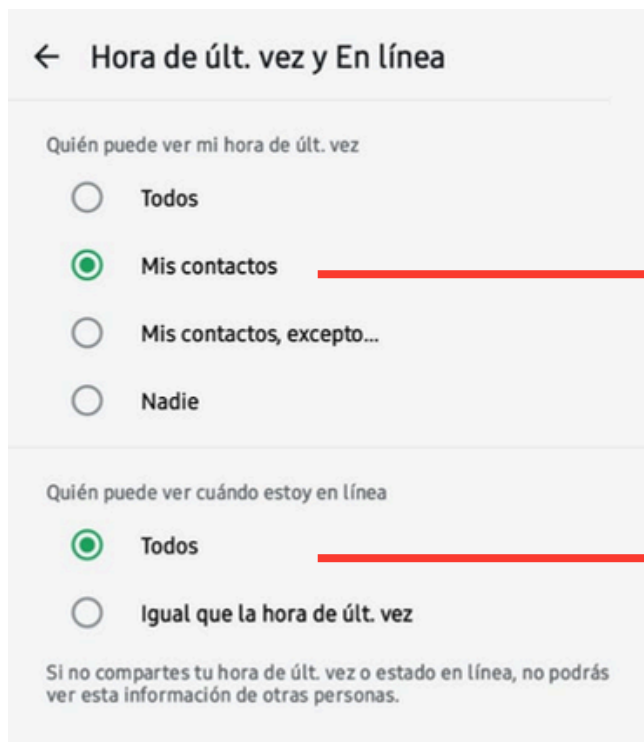 Hora de últ. vez y En línea
Quién puede ver mi hora de últ. vez
Todos
Mis contactos
Mis contactos, excepto...
Nadie
Quién puede ver cuándo estoy en línea
Todos
Igual que la hora de últ. vez
Si no compartes tu hora de últ. vez o estado en línea, no podrás
ver esta información de otras personas.